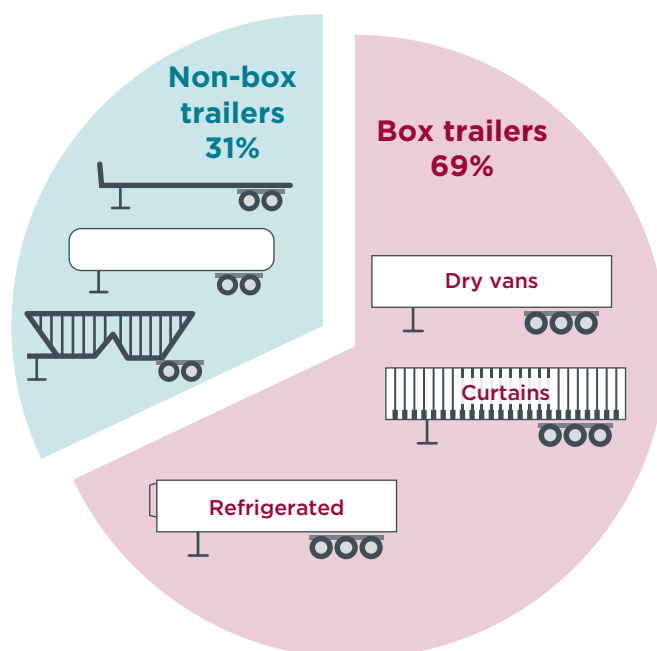 Non-box
trailers
31%
Box trailers
69%
Dry vans
Curtains
Refrigerated